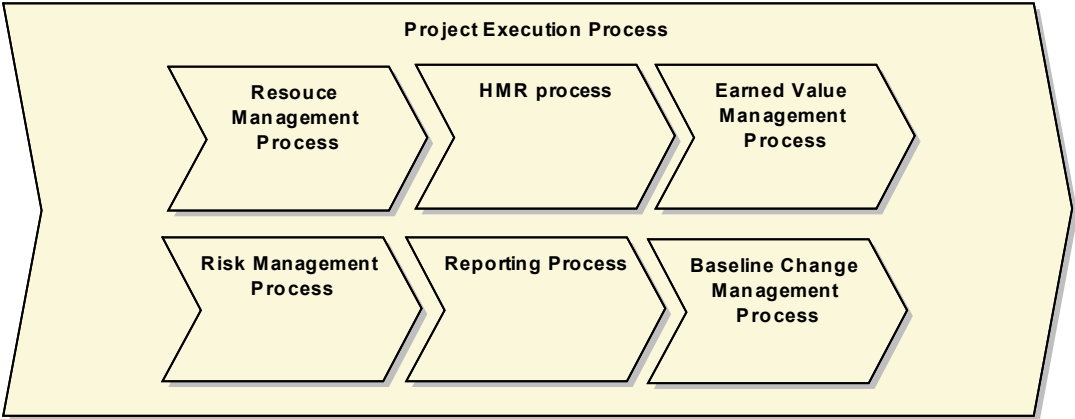 Project Execution Process
Resouce
Management
Process
HMR process
Earned Value
Management
Process
Risk Management
Process
Reporting Process
Baseline Change
Management
Process